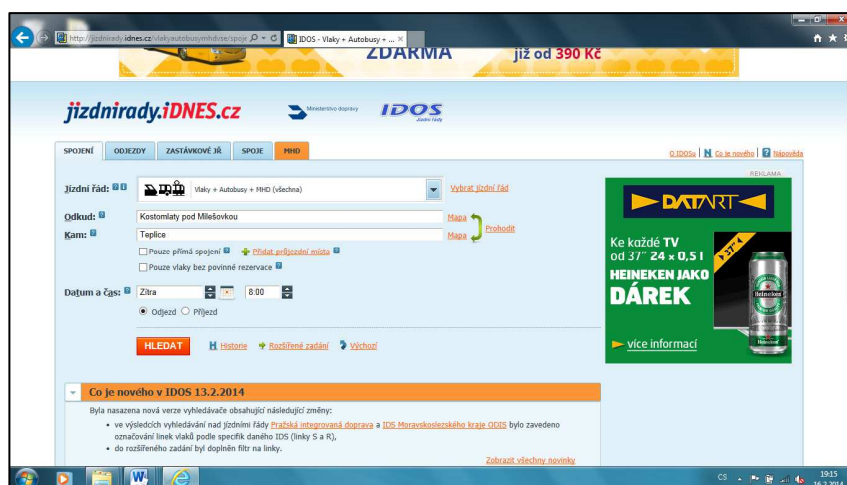 http://jizdnirady.idnes.cz/vlakyautobusymhdvse/spoje
IDOS - Vlaky + Autobusy + ...
ZDARMA již od 390 Kč
jizdnirady.iDNES.cz
Ministerstvo dopravy
IDOS
Jízdní řády
SPOJENÍ ODJEZDY ZASTÁVKOVÉ JŘ SPOJE MHD
O IDOSu Co je nového Nápověda
REKLAMA
Jízdní řád: Vlaky + Autobusy + MHD (všechna) Vybrat jízdní řád
Odkud: Kostomlaty pod Milešovkou Mapa
Prohodit
Kam: Teplice Mapa
Pouze přímá spojení Přidat průjezdní místa
Pouze vlaky bez povinné rezervace
Datum a čas: Zítra 8:00
Odjezd Příjezd
HLEDAT Historie Rozšířené zadání Výchozí
DATART
Ke každé TV
od 37" 24 x 0,5 l
HEINEKEN JAKO
DÁREK
37"
Heineken
více informací
Co je nového v IDOS 13.2.2014
Byla nasazena nová verze vyhledávače obsahující následující změny:
• ve výsledcích vyhledávání nad jízdními řády Pražská integrovaná doprava a IDS Moravskoslezského kraje ODIS bylo zavedeno
označování linek vlaků podle specifik daného IDS (linky S a R),
• do rozšířeného zadání byl doplněn filtr na linky.
Zobrazit všechny novinky
CS
19:15
16.2.2014